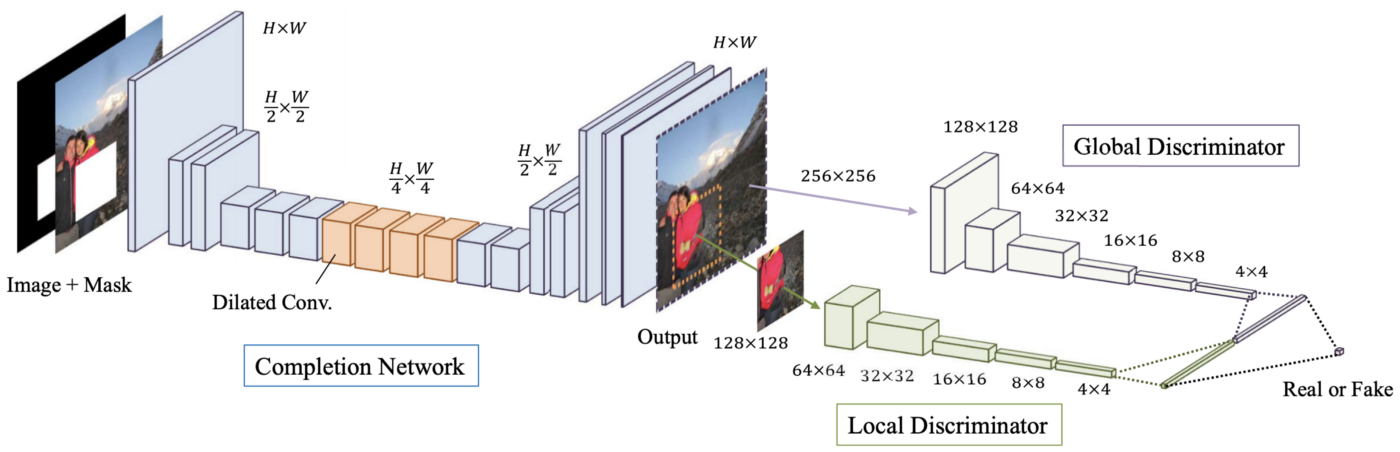 Image + Mask
H×W
H/2×W/2
Dilated Conv.
H/4×W/4
Completion Network
H/2×W/2
H×W
Output
256×256
128×128
Global Discriminator
128×128
64×64
32×32
16×16
8×8
4×4
64×64
32×32
16×16
8×8
4×4
Local Discriminator
Real or Fake